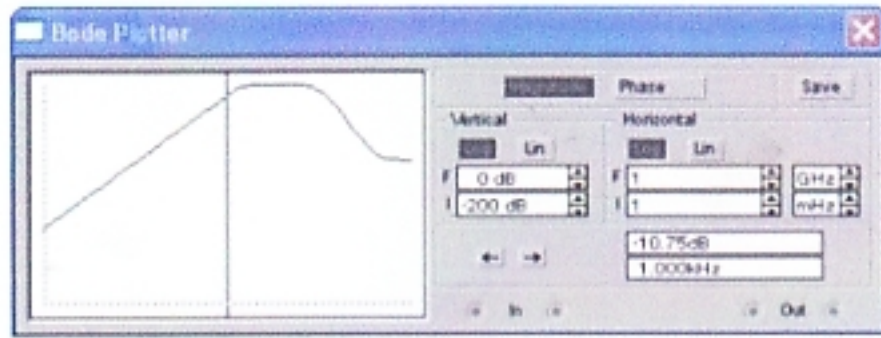 Bode Plotter
Magnitude Phase Save
Vertical Horizontal
Log Lin Log Lin
F 0 dB F 1 GHz
I -200 dB I 1 mHz
← →
-10.75dB
1.000kHz
In Out